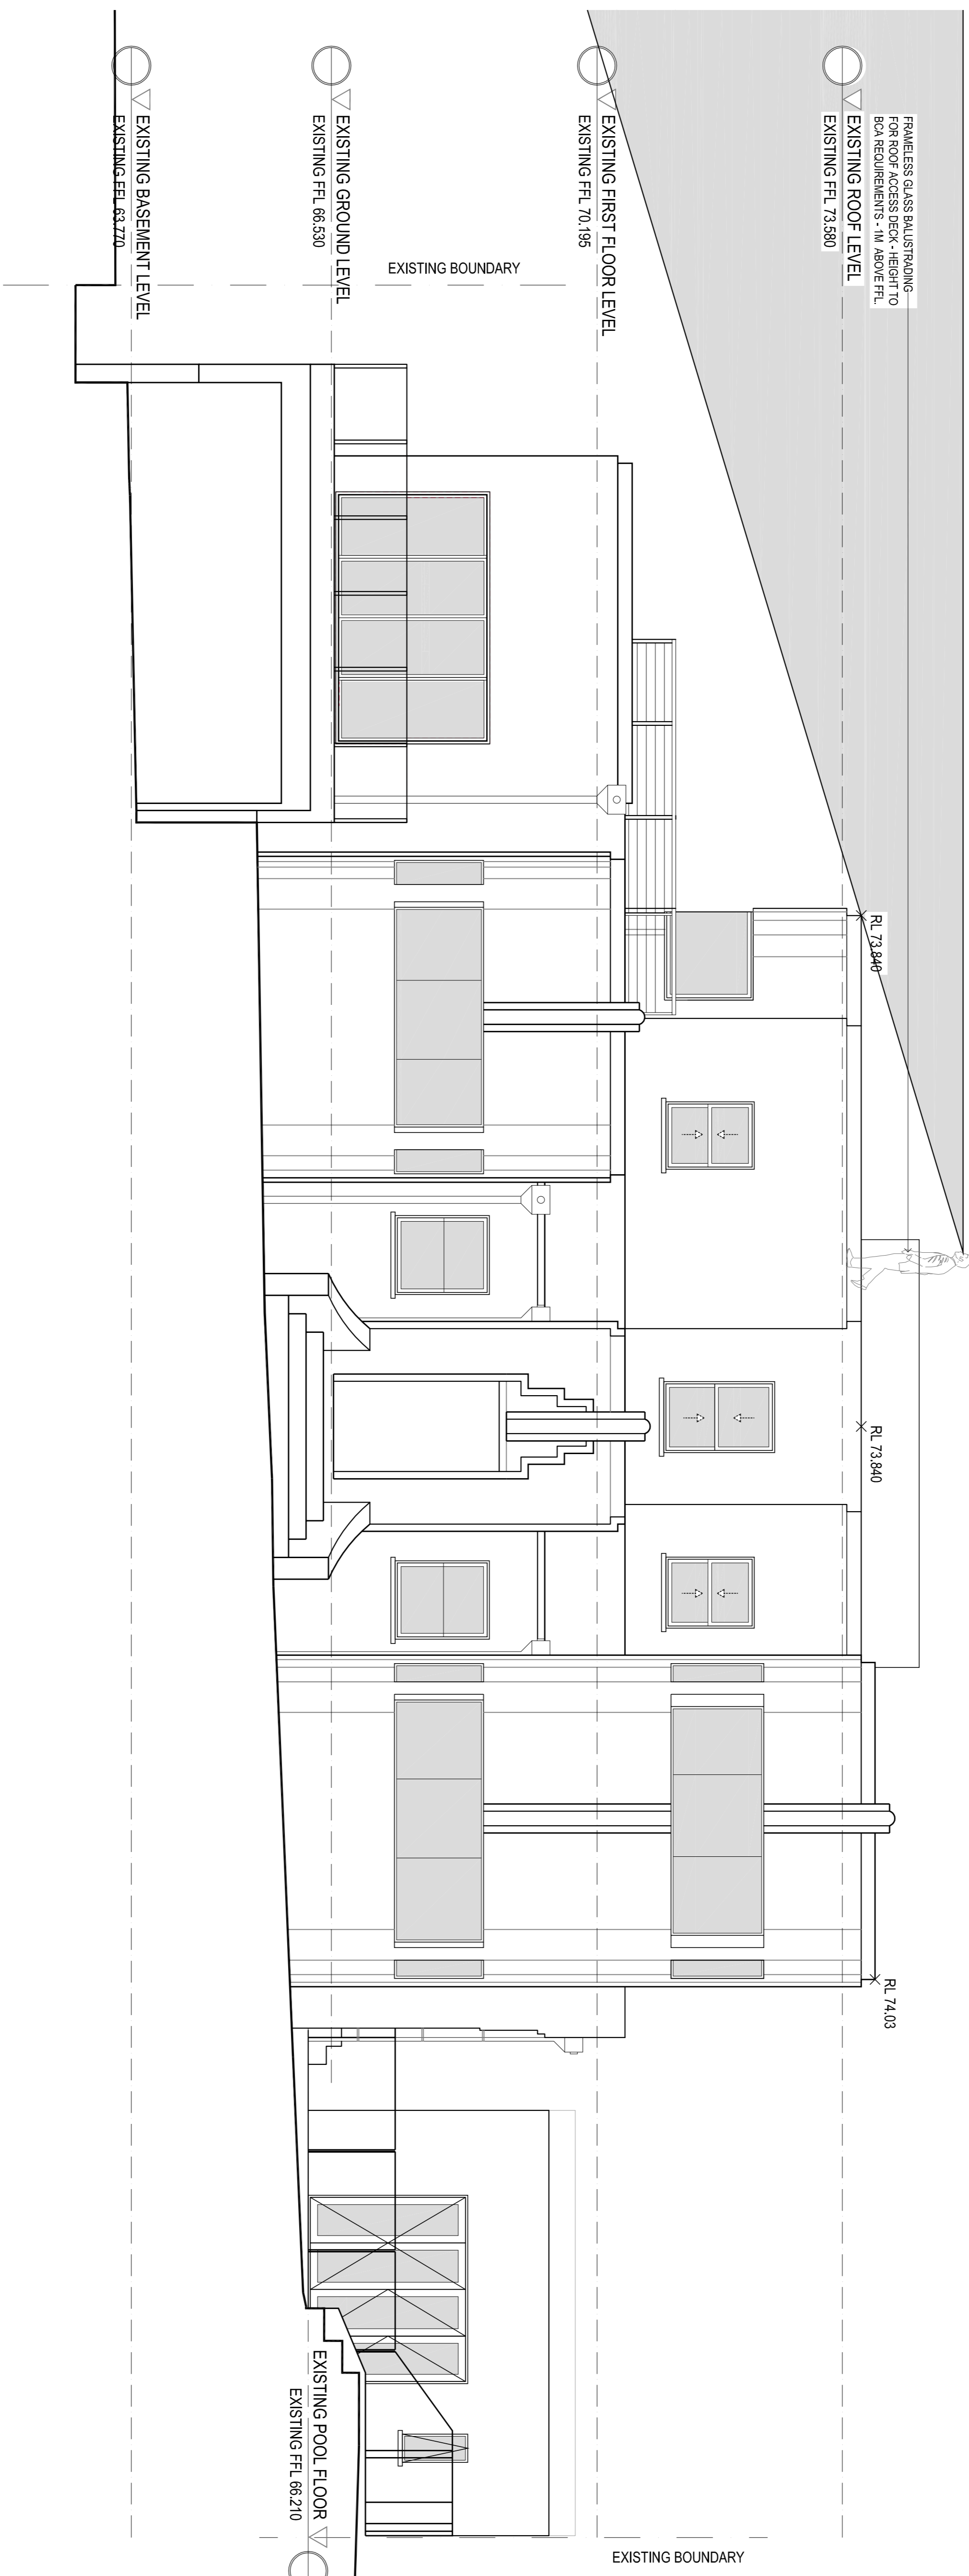 FRAMELESS GLASS BALUSTRADING
FOR ROOF ACCESS DECK - HEIGHT TO
BCA REQUIREMENTS - 1M ABOVE FFL.
EXISTING ROOF LEVEL
EXISTING FFL 73.580
EXISTING FIRST FLOOR LEVEL
EXISTING FFL 70.195
EXISTING GROUND LEVEL
EXISTING FFL 66.530
EXISTING BASEMENT LEVEL
EXISTING FFL 63.770
EXISTING BOUNDARY
RL 73.840
RL 73.840
RL 74.03
EXISTING POOL FLOOR
EXISTING FFL 66.210
EXISTING BOUNDARY